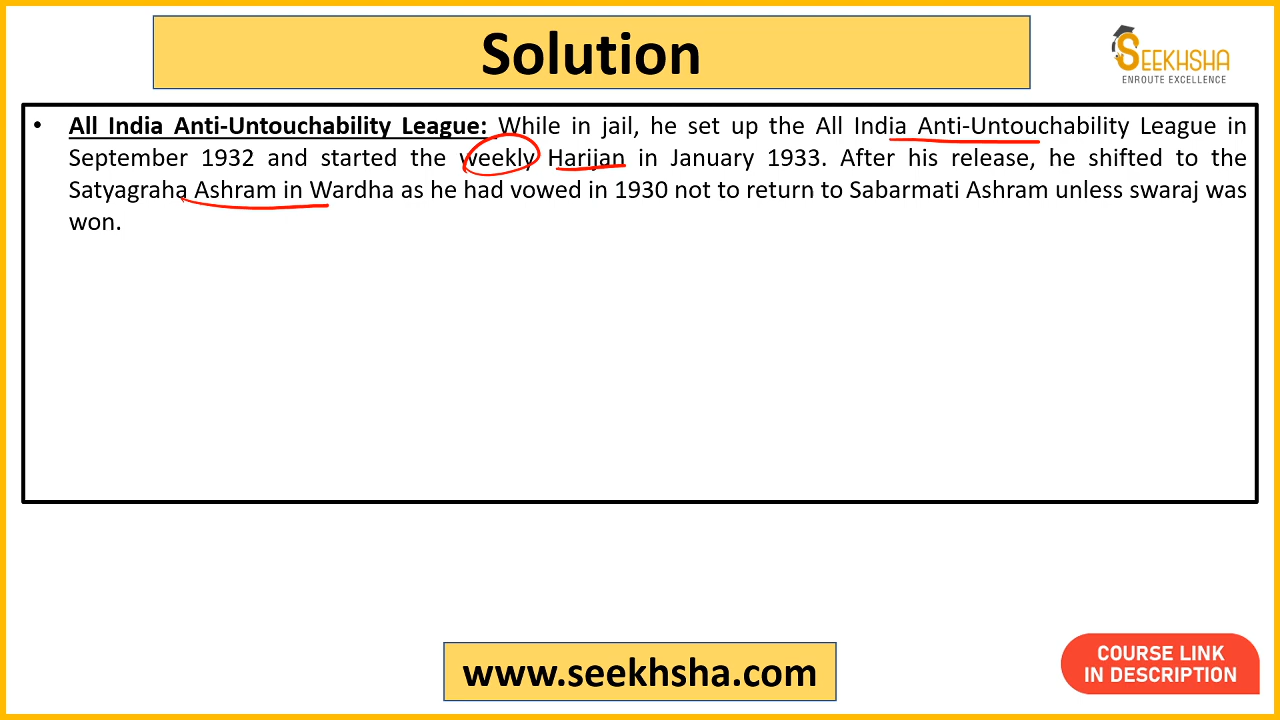 Solution
SEEKHSHA
ENROUTE EXCELLENCE
• All India Anti-Untouchability League: While in jail, he set up the All India Anti-Untouchability League in
September 1932 and started the weekly Harijan in January 1933. After his release, he shifted to the
Satyagraha Ashram in Wardha as he had vowed in 1930 not to return to Sabarmati Ashram unless swaraj was
won.
www.seekhsha.com
COURSE LINK
IN DESCRIPTION